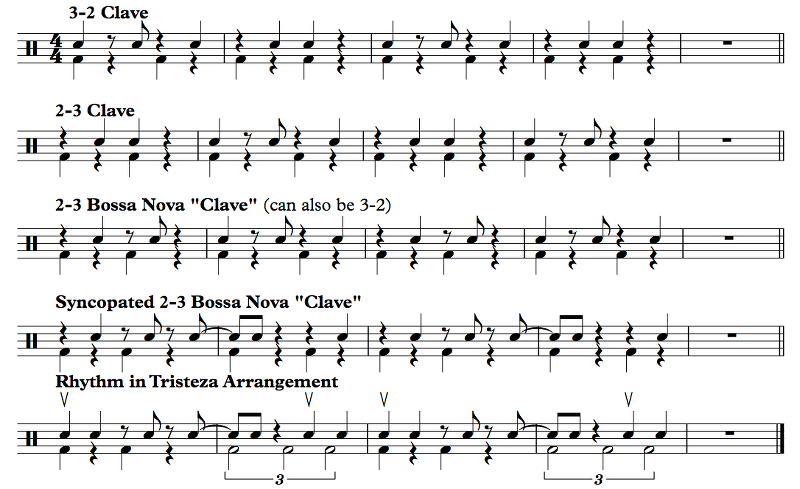 3-2 Clave
4
4
2-3 Clave
2-3 Bossa Nova "Clave" (can also be 3-2)
Syncopated 2-3 Bossa Nova "Clave"
Rhythm in Tristeza Arrangement
3
3